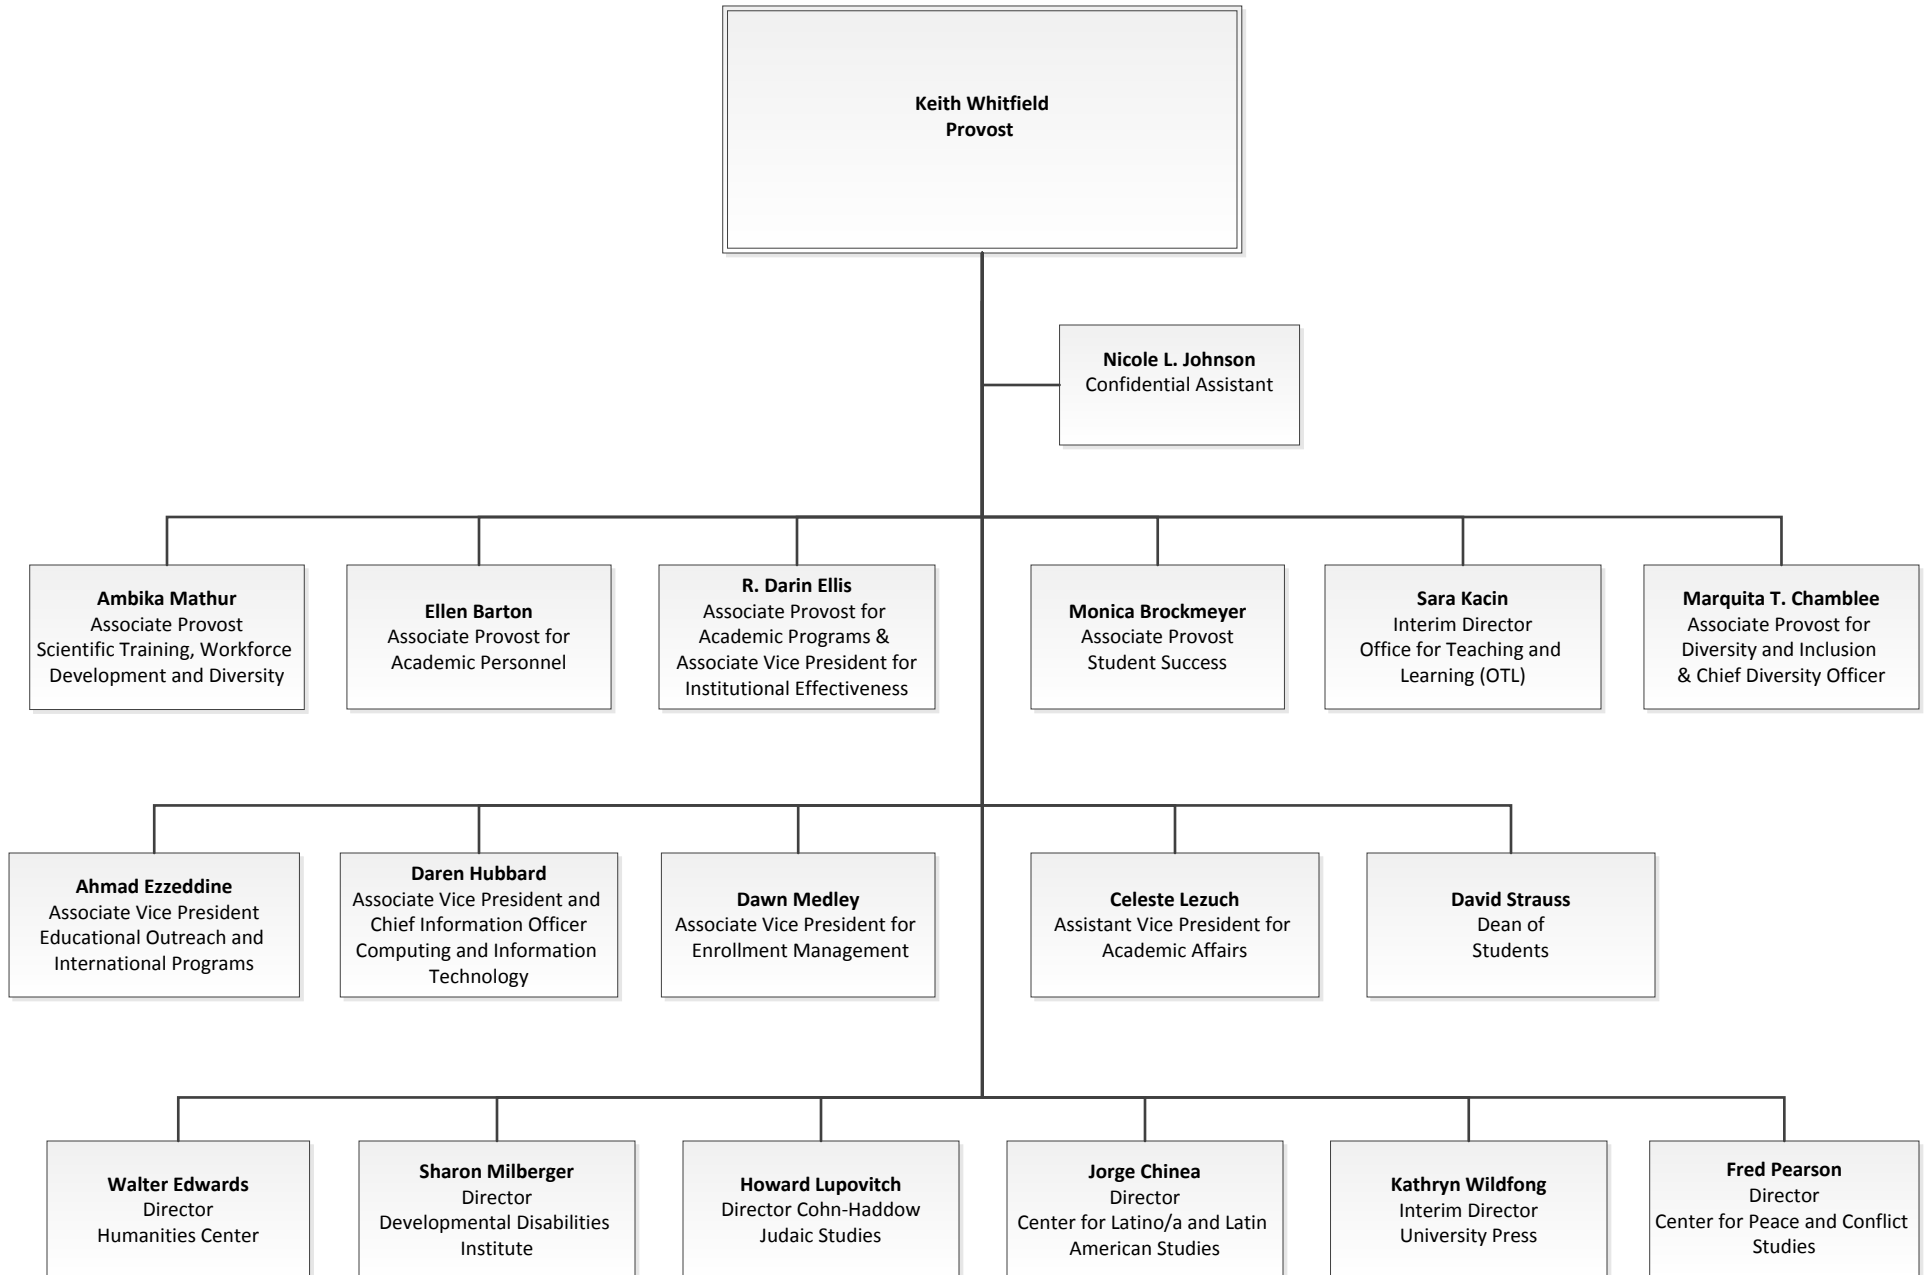 Keith Whitfield
Provost
Nicole L. Johnson
Confidential Assistant
Ambika Mathur
Associate Provost
Scientific Training, Workforce
Development and Diversity
Ellen Barton
Associate Provost for
Academic Personnel
R. Darin Ellis
Associate Provost for
Academic Programs &
Associate Vice President for
Institutional Effectiveness
Monica Brockmeyer
Associate Provost
Student Success
Sara Kacin
Interim Director
Office for Teaching and
Learning (OTL)
Marquita T. Chamblee
Associate Provost for
Diversity and Inclusion
& Chief Diversity Officer
Ahmad Ezzeddine
Associate Vice President
Educational Outreach and
International Programs
Daren Hubbard
Associate Vice President and
Chief Information Officer
Computing and Information
Technology
Dawn Medley
Associate Vice President for
Enrollment Management
Celeste Lezuch
Assistant Vice President for
Academic Affairs
David Strauss
Dean of
Students
Walter Edwards
Director
Humanities Center
Sharon Milberger
Director
Developmental Disabilities
Institute
Howard Lupovitch
Director Cohn-Haddow
Judaic Studies
Jorge Chinea
Director
Center for Latino/a and Latin
American Studies
Kathryn Wildfong
Interim Director
University Press
Fred Pearson
Director
Center for Peace and Conflict
Studies